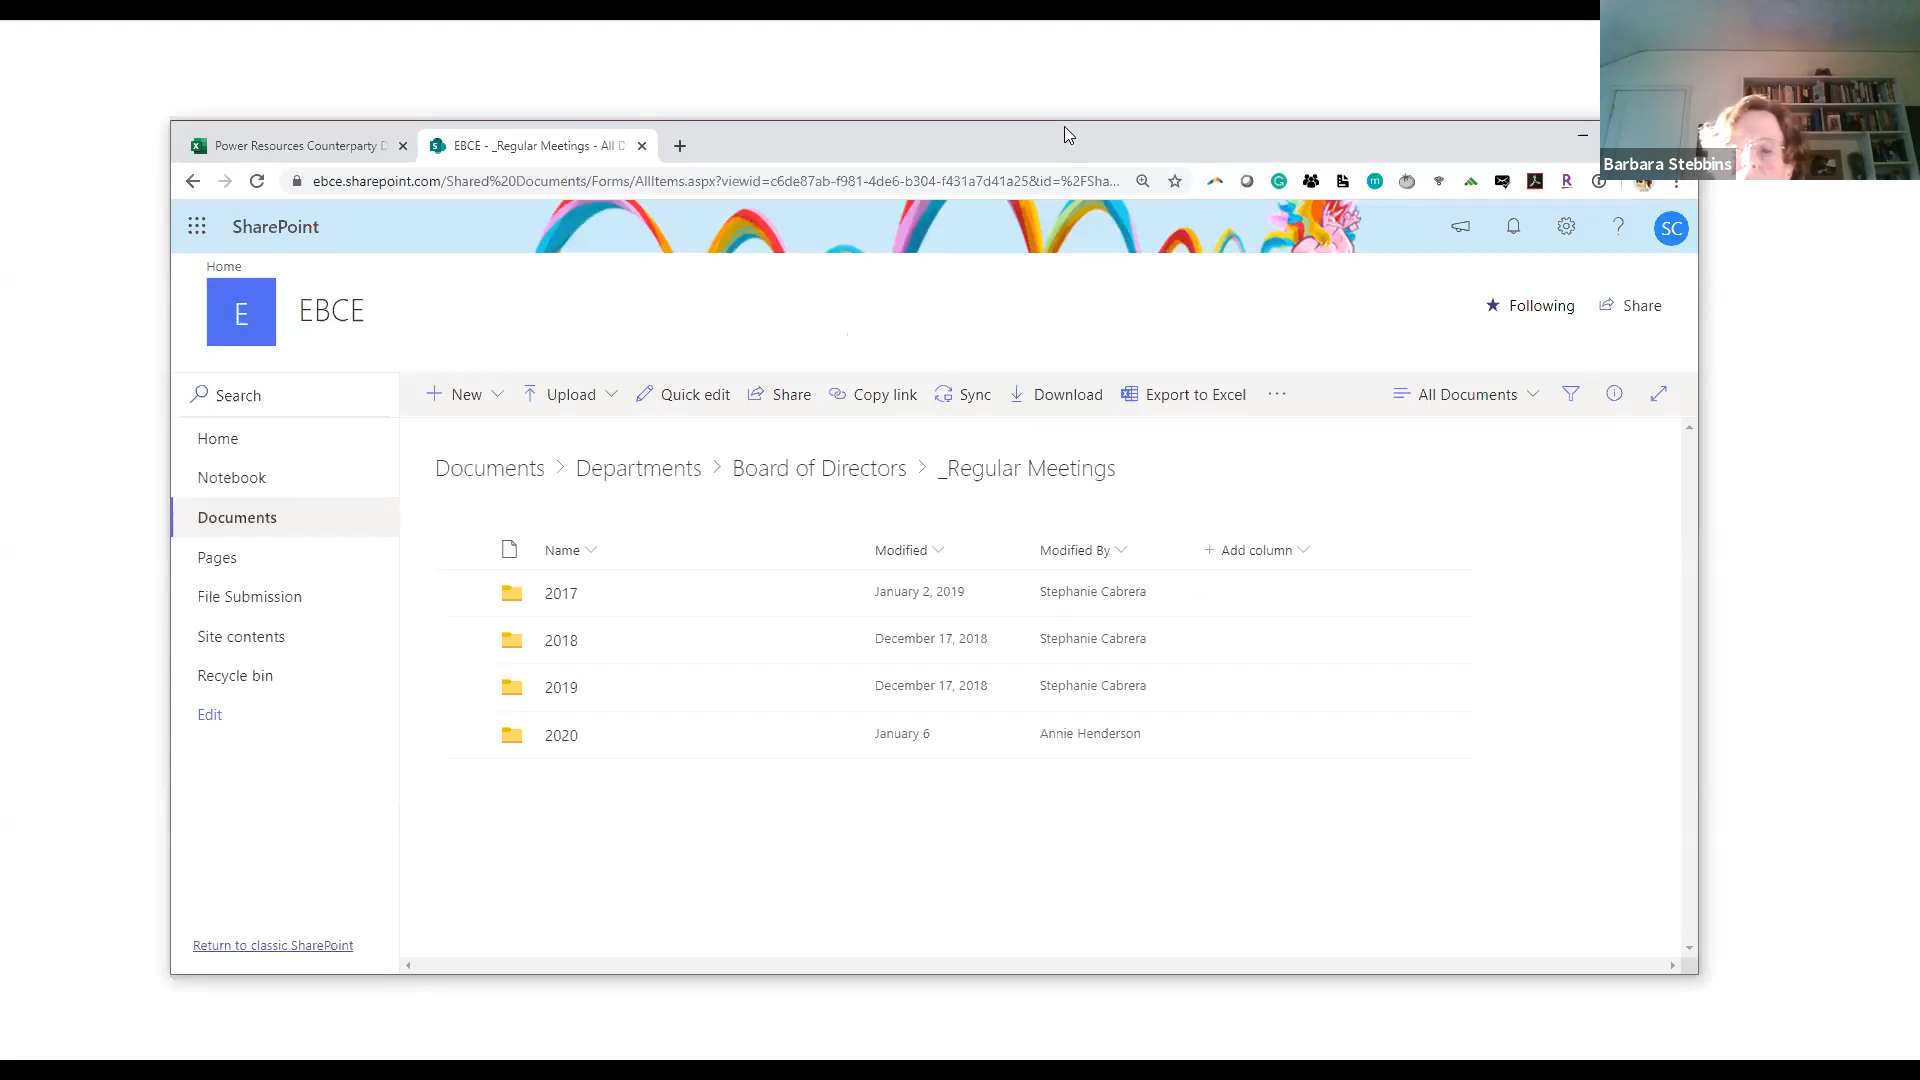 Power Resources Counterparty D
EBCE - _Regular Meetings - All D
Barbara Stebbins
ebce.sharepoint.com/Shared%20Documents/Forms/AllItems.aspx?viewid=c6de87ab-f981-4de6-b304-f431a7d41a25&id=%2FSha...
SharePoint
SC
Home
E
EBCE
Following
Share
Search
New
Upload
Quick edit
Share
Copy link
Sync
Download
Export to Excel
All Documents
Home
Notebook
Documents
Pages
File Submission
Site contents
Recycle bin
Edit
Return to classic SharePoint
Documents > Departments > Board of Directors > _Regular Meetings
Name Modified Modified By + Add column
2017 January 2, 2019 Stephanie Cabrera
2018 December 17, 2018 Stephanie Cabrera
2019 December 17, 2018 Stephanie Cabrera
2020 January 6 Annie Henderson